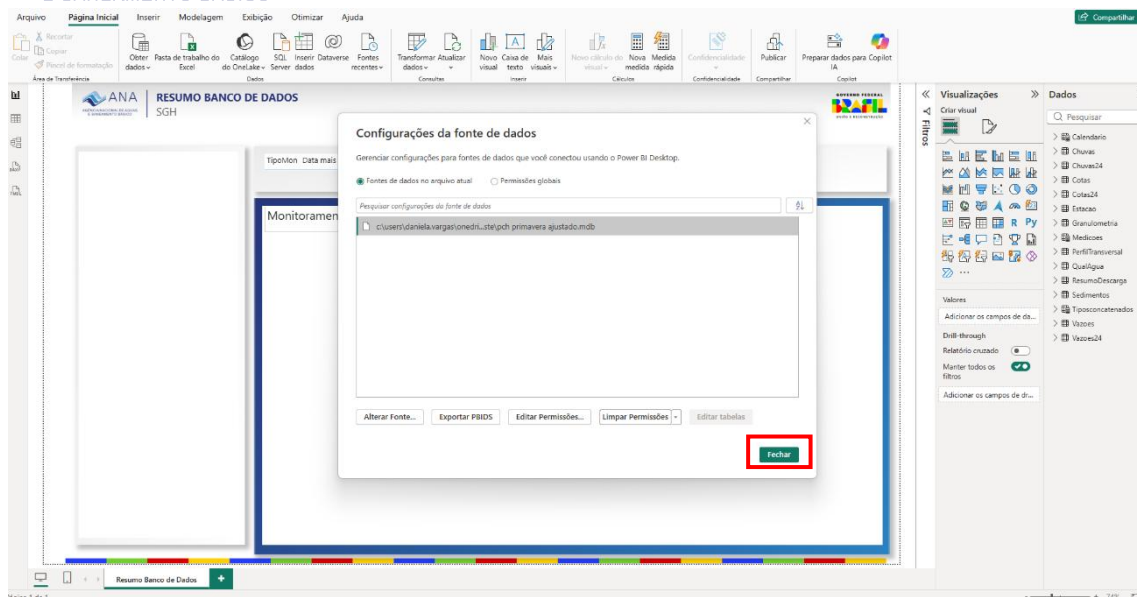 Arquivo Página Inicial Inserir Modelagem Exibição Otimizar Ajuda
Compartilhar
Colar
Recortar
Copiar
Pincel de formatação
Obter dados
Pasta de trabalho do Excel
Catálogo do OneLake
SQL Server
Inserir dados
Dataverse
Fontes recentes
Transformar dados
Atualizar
Novo visual
Caixa de texto
Mais visuais
Novo cálculo do visual
Nova medida
Medida rápida
Confidencialidade
Publicar
Preparar dados para IA
Copilot
Área de Transferência Dados Consultas Inserir Cálculos Confidencialidade Compartilhar Copilot
ANA
RESUMO BANCO DE DADOS
SGH
GOVERNO FEDERAL
BRASIL
UNIÃO E RECONSTRUÇÃO
TipoMon Data mais
Monitoramen
Configurações da fonte de dados
Gerenciar configurações para fontes de dados que você conectou usando o Power BI Desktop.
Fontes de dados no arquivo atual Permissões globais
Pesquisar configurações da fonte de dados
c:\users\daniela.vargas\onedri...ste\pch primavera ajustado.mdb
Alterar Fonte... Exportar PBIDS Editar Permissões... Limpar Permissões Editar tabelas
Fechar
Filtros
Visualizações
Criar visual
R Py
Valores
Adicionar os campos de da...
Drill-through
Relatório cruzado
Manter todos os filtros
Adicionar os campos de dr...
Dados
Pesquisar
Calendario
Chuvas
Chuvas24
Cotas
Cotas24
Estacao
Granulometria
Medicoes
PerfilTransversal
QualAgua
ResumoDescarga
Sedimentos
Tiposconcatenados
Vazoes
Vazoes24
Resumo Banco de Dados
74%